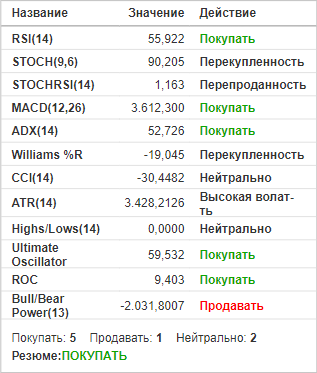 Название Значение Действие
RSI(14) 55,922 Покупать
STOCH(9,6) 90,205 Перекупленность
STOCHRSI(14) 1,163 Перепроданность
MACD(12,26) 3.612,300 Покупать
ADX(14) 52,726 Покупать
Williams %R -19,045 Перекупленность
CCI(14) -30,4482 Нейтрально
ATR(14) 3.428,2126 Высокая волат-
ть
Highs/Lows(14) 0,0000 Нейтрально
Ultimate
Oscillator 59,532 Покупать
ROC 9,403 Покупать
Bull/Bear
Power(13) -2.031,8007 Продавать
Покупать: 5 Продавать: 1 Нейтрально: 2
Резюме:ПОКУПАТЬ